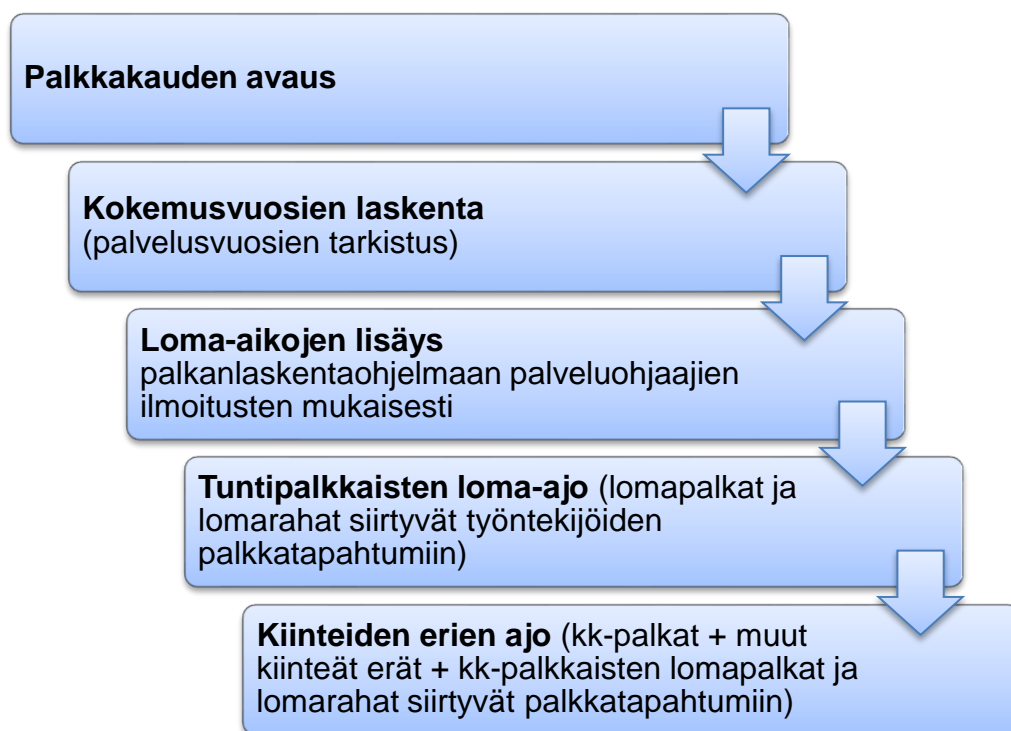 Palkkakauden avaus
Kokemusvuosien laskenta
(palvelusvuosien tarkistus)
Loma-aikojen lisäys
palkanlaskentaohjelmaan palveluohjaajien
ilmoitusten mukaisesti
Tuntipalkkaisten loma-ajo (lomapalkat ja
lomarahat siirtyvät työntekijöiden
palkkatapahtumiin)
Kiinteiden erien ajo (kk-palkat + muut
kiinteät erät + kk-palkkaisten lomapalkat ja
lomarahat siirtyvät palkkatapahtumiin)